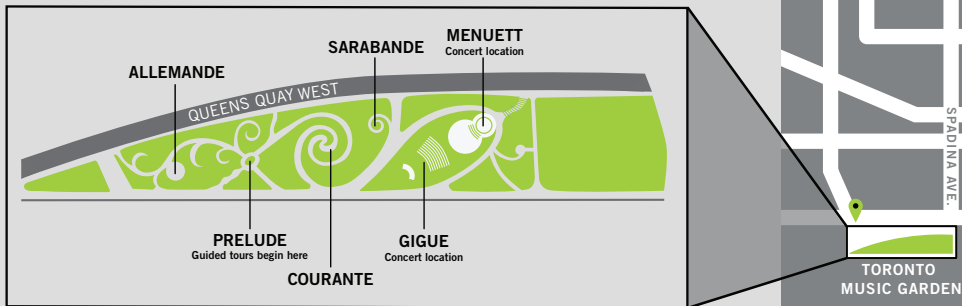 MENUETT
Concert location
SARABANDE
ALLEMANDE
QUEENS QUAY WEST
PRELUDE
Guided tours begin here
GIGUE
Concert location
COURANTE
SPADINA AVE.
TORONTO
MUSIC GARDEN